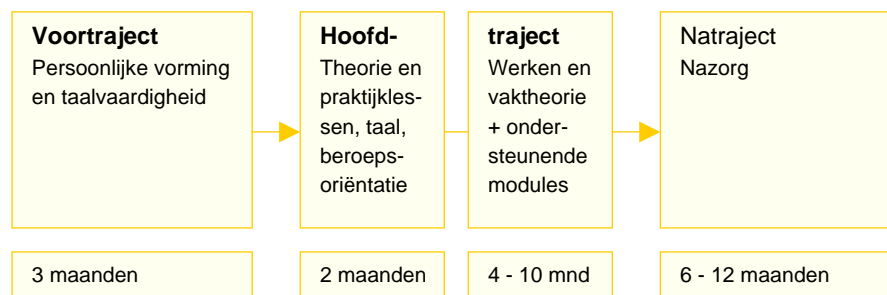 Voortraject
Persoonlijke vorming
en taalvaardigheid
Hoofd-
Theorie en
praktijkles-
sen, taal,
beroeps-
oriëntatie
traject
Werken en
vaktheorie
+ onder-
steunende
modules
Natraject
Nazorg
3 maanden
2 maanden
4 - 10 mnd
6 - 12 maanden